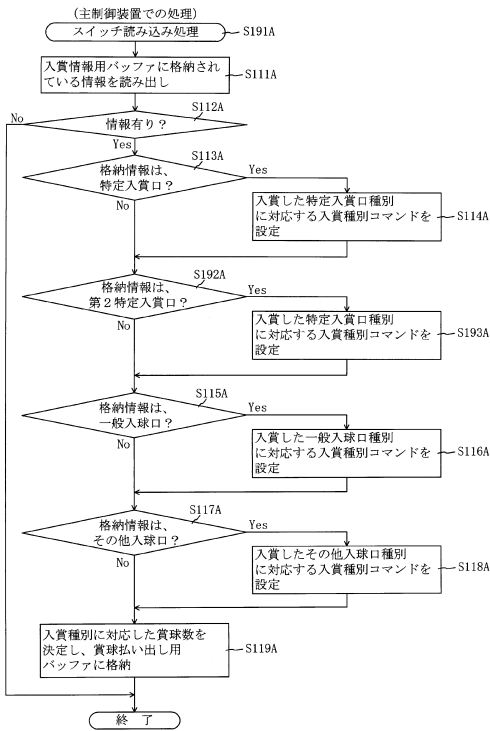 (主制御装置での処理)
スイッチ読み込み処理
S191A
入賞情報用バッファに格納され
ている情報を読み出し
S111A
情報有り?
S112A
No
Yes
格納情報は、
特定入賞口?
S113A
Yes
No
入賞した特定入賞口種別
に対応する入賞種別コマンドを
設定
S114A
格納情報は、
第2特定入賞口?
S192A
Yes
No
入賞した特定入賞口種別
に対応する入賞種別コマンドを
設定
S193A
格納情報は、
一般入球口?
S115A
Yes
No
入賞した一般入球口種別
に対応する入賞種別コマンドを
設定
S116A
格納情報は、
その他入球口?
S117A
Yes
No
入賞したその他入球口種別
に対応する入賞種別コマンドを
設定
S118A
入賞種別に対応した賞球数を
決定し、賞球払い出し用
バッファに格納
S119A
終 了